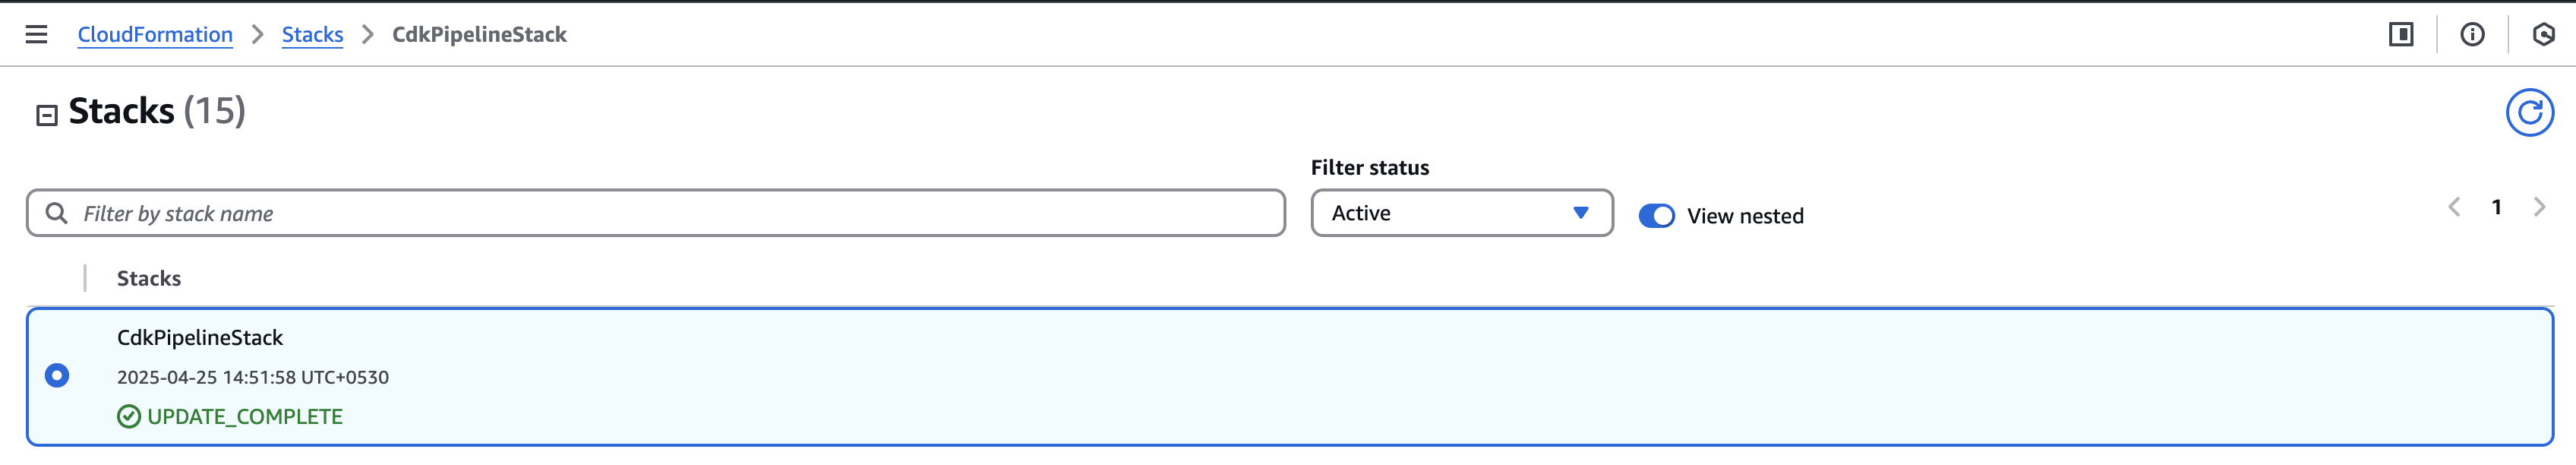 CloudFormation > Stacks > CdkPipelineStack
Stacks (15)
Filter status
Filter by stack name
Active
View nested
1
Stacks
CdkPipelineStack
2025-04-25 14:51:58 UTC+0530
UPDATE_COMPLETE